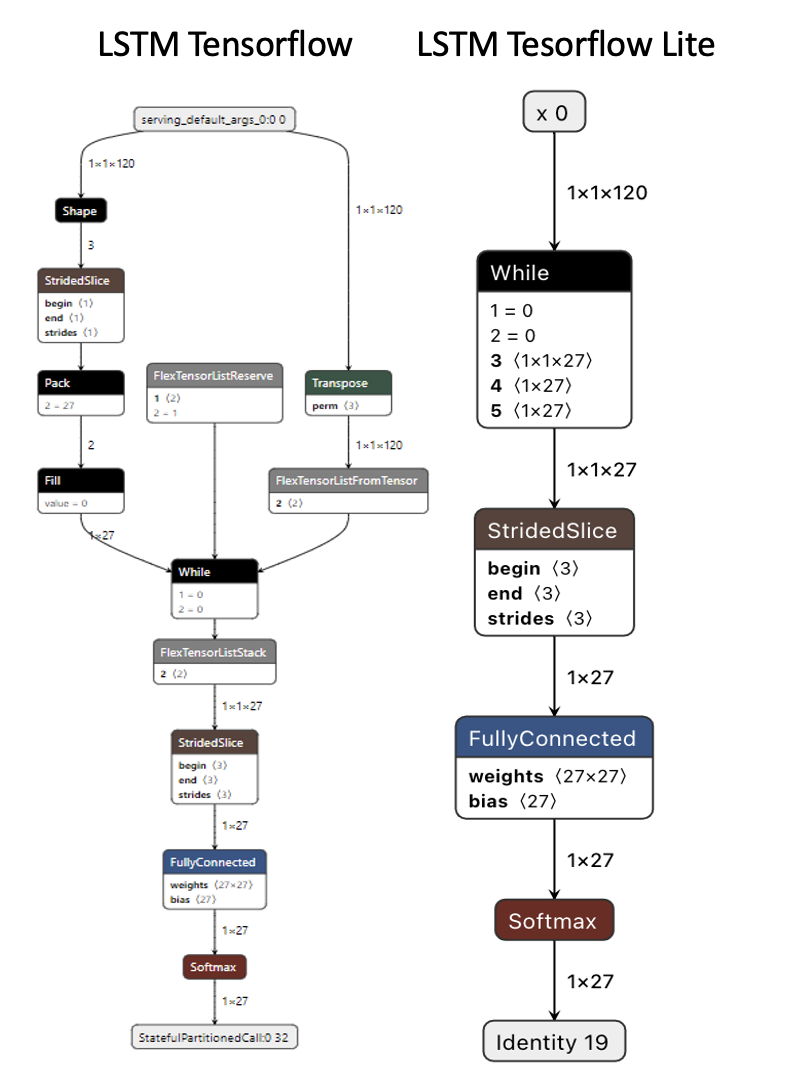 LSTM Tensorflow
LSTM Tesorflow Lite
serving_default_args_0:0 0
1×1×120
1×1×120
Shape
3
StridedSlice
begin ⟨1⟩
end ⟨1⟩
strides ⟨1⟩
Pack
2 = 27
FlexTensorListReserve
1 ⟨2⟩
2 = 1
Transpose
perm ⟨3⟩
2
1×1×120
Fill
value = 0
FlexTensorListFromTensor
2 ⟨2⟩
1×27
While
1 = 0
2 = 0
FlexTensorListStack
2 ⟨2⟩
1×1×27
StridedSlice
begin ⟨3⟩
end ⟨3⟩
strides ⟨3⟩
1×27
FullyConnected
weights ⟨27×27⟩
bias ⟨27⟩
1×27
Softmax
1×27
StatefulPartitionedCall:0 32
x 0
1×1×120
While
1 = 0
2 = 0
3 ⟨1×1×27⟩
4 ⟨1×27⟩
5 ⟨1×27⟩
1×1×27
StridedSlice
begin ⟨3⟩
end ⟨3⟩
strides ⟨3⟩
1×27
FullyConnected
weights ⟨27×27⟩
bias ⟨27⟩
1×27
Softmax
1×27
Identity 19